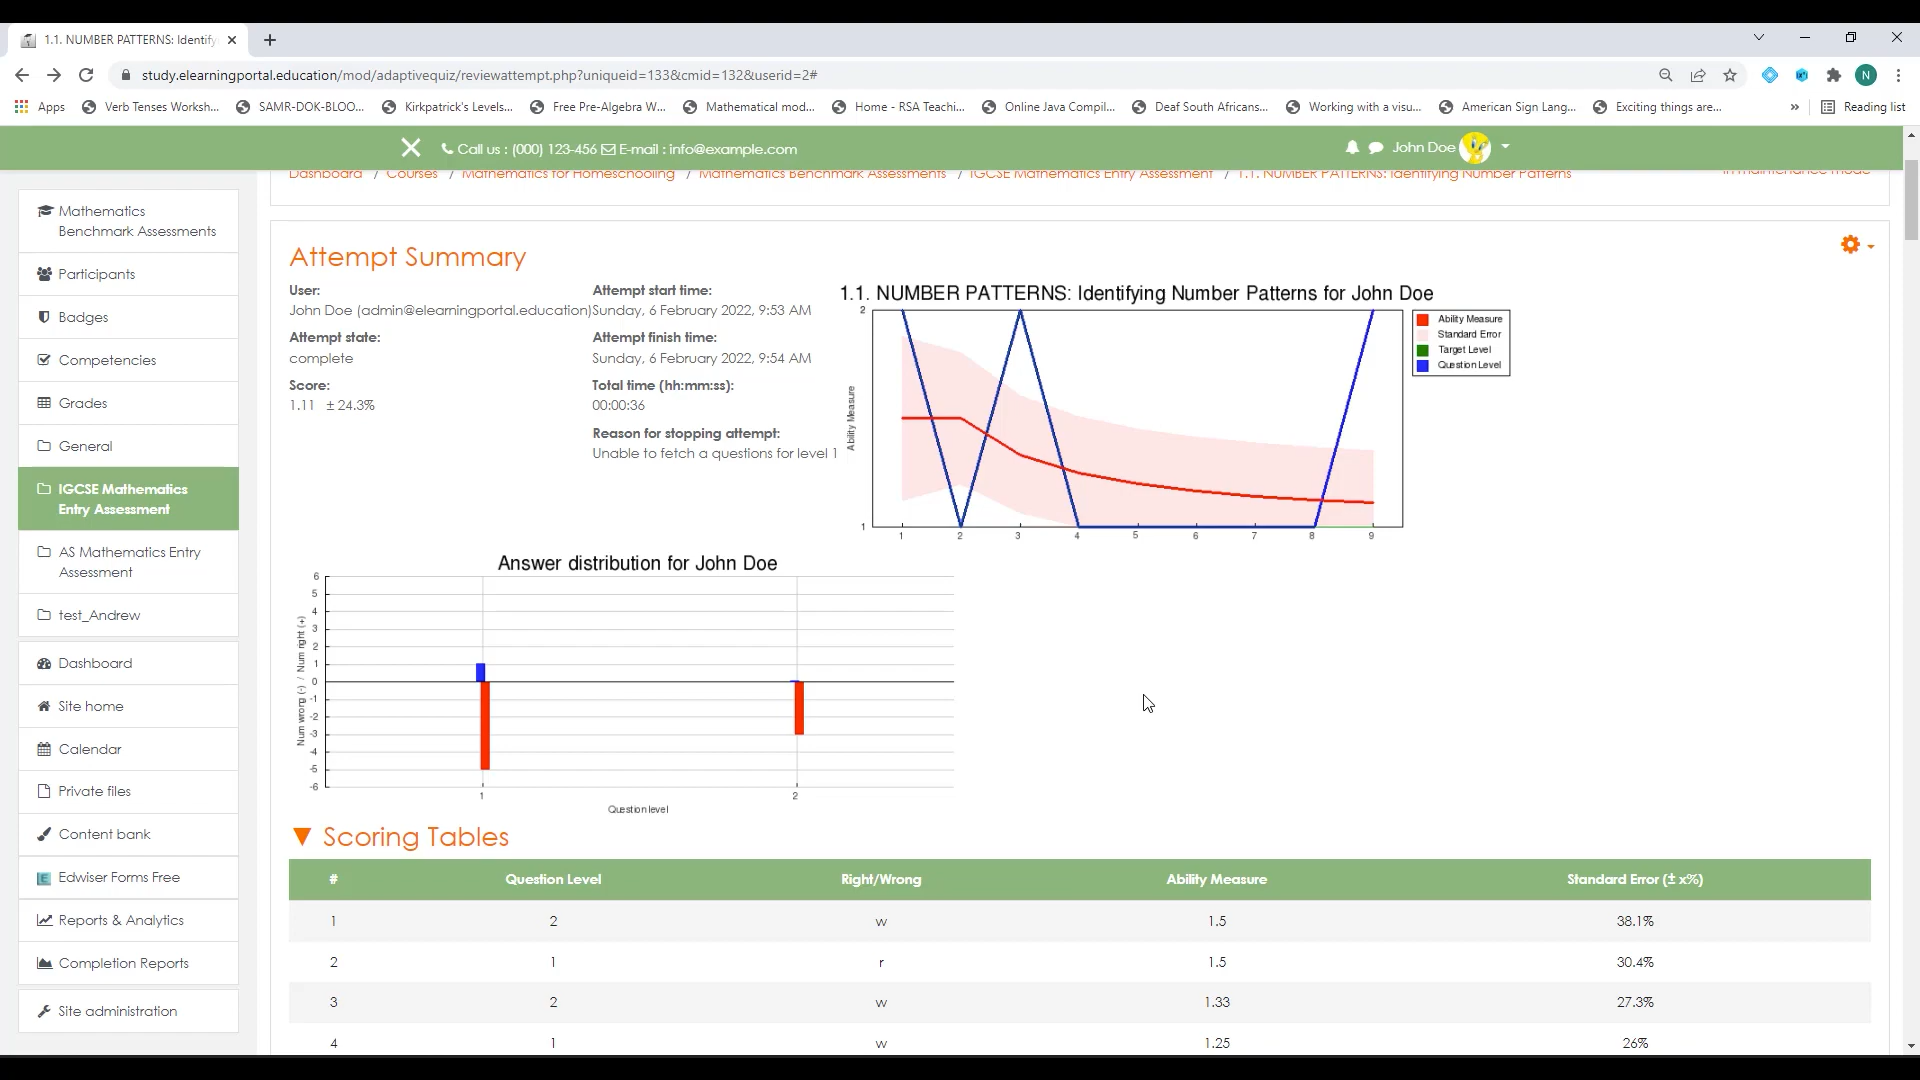 1.1. NUMBER PATTERNS: Identify
study.elearningportal.education/mod/adaptivequiz/reviewattempt.php?uniqueid=133&cmid=132&userid=2#
N
Apps
Verb Tenses Worksh...
SAMR-DOK-BLOO...
Kirkpatrick's Levels...
Free Pre-Algebra W...
Mathematical mod...
Home - RSA Teachi...
Online Java Compil...
Deaf South Africans...
Working with a visu...
American Sign Lang...
Exciting things are...
»
Reading list
Call us : (000) 123-456 E-mail : info@example.com
John Doe
Dashboard / Courses / Mathematics for Homeschooling / Mathematics Benchmark Assessments / IGCSE Mathematics Entry Assessment / 1.1. NUMBER PATTERNS: Identifying Number Patterns
in maintenance mode
Mathematics
Benchmark Assessments
Participants
Badges
Competencies
Grades
General
IGCSE Mathematics
Entry Assessment
AS Mathematics Entry
Assessment
test_Andrew
Dashboard
Site home
Calendar
Private files
Content bank
Edwiser Forms Free
Reports & Analytics
Completion Reports
Site administration
Attempt Summary
User:
John Doe (admin@elearningportal.education)
Attempt state:
complete
Score:
1.11 ± 24.3%
Attempt start time:
Sunday, 6 February 2022, 9:53 AM
Attempt finish time:
Sunday, 6 February 2022, 9:54 AM
Total time (hh:mm:ss):
00:00:36
Reason for stopping attempt:
Unable to fetch a questions for level 1
1.1. NUMBER PATTERNS: Identifying Number Patterns for John Doe
2
1
Ability Measure
1 2 3 4 5 6 7 8 9
Ability Measure
Standard Error
Target Level
Question Level
Answer distribution for John Doe
6
5
4
3
2
1
0
-1
-2
-3
-4
-5
-6
Num wrong (-) / Num right (+)
1 2
Question level
▼ Scoring Tables
# Question Level Right/Wrong Ability Measure Standard Error (± x%)
1 2 w 1.5 38.1%
2 1 r 1.5 30.4%
3 2 w 1.33 27.3%
4 1 w 1.25 26%